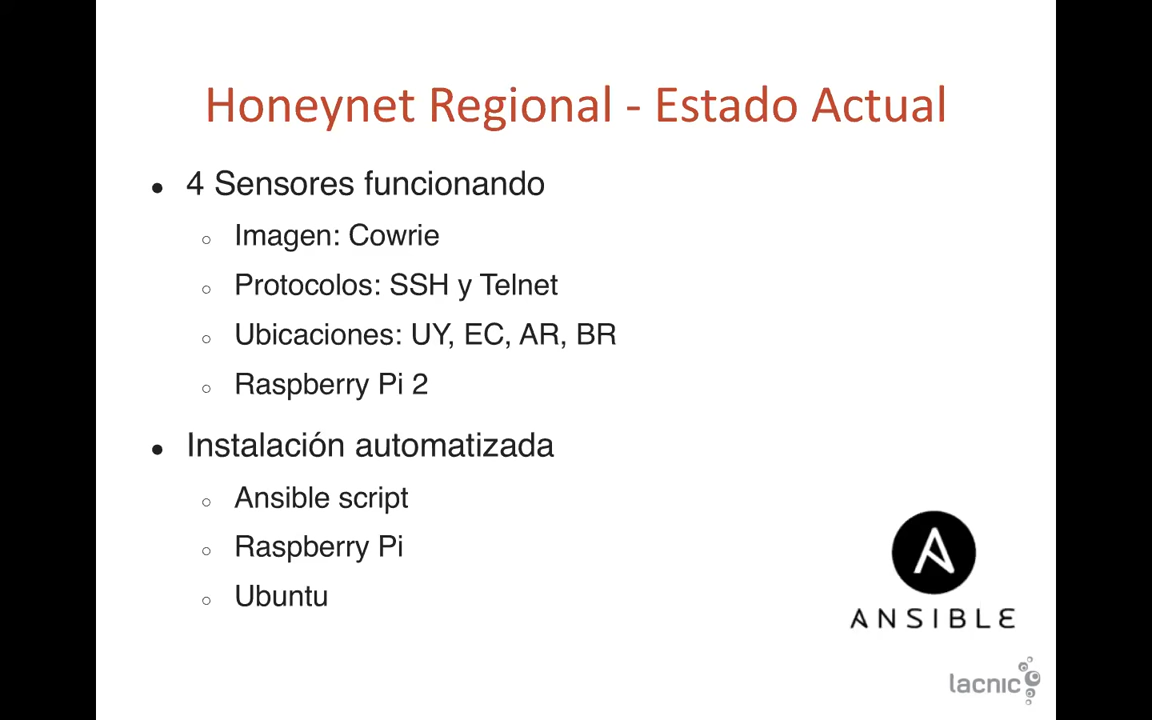 Honeynet Regional - Estado Actual
● 4 Sensores funcionando
○ Imagen: Cowrie
○ Protocolos: SSH y Telnet
○ Ubicaciones: UY, EC, AR, BR
○ Raspberry Pi 2
● Instalación automatizada
○ Ansible script
○ Raspberry Pi
○ Ubuntu
A
ANSIBLE
lacnic